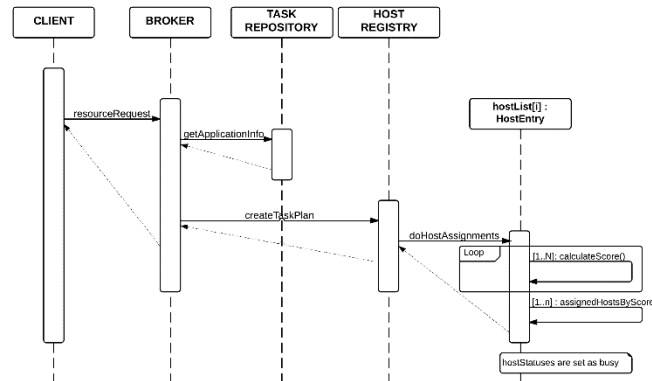 CLIENT
BROKER
TASK
REPOSITORY
HOST
REGISTRY
hostList[i] :
HostEntry
resourceRequest
getApplicationInfo
createTaskPlan
doHostAssignments
Loop
[1..N]: calculateScore()
[1..n] : assignedHostsByScore
hostStatuses are set as busy